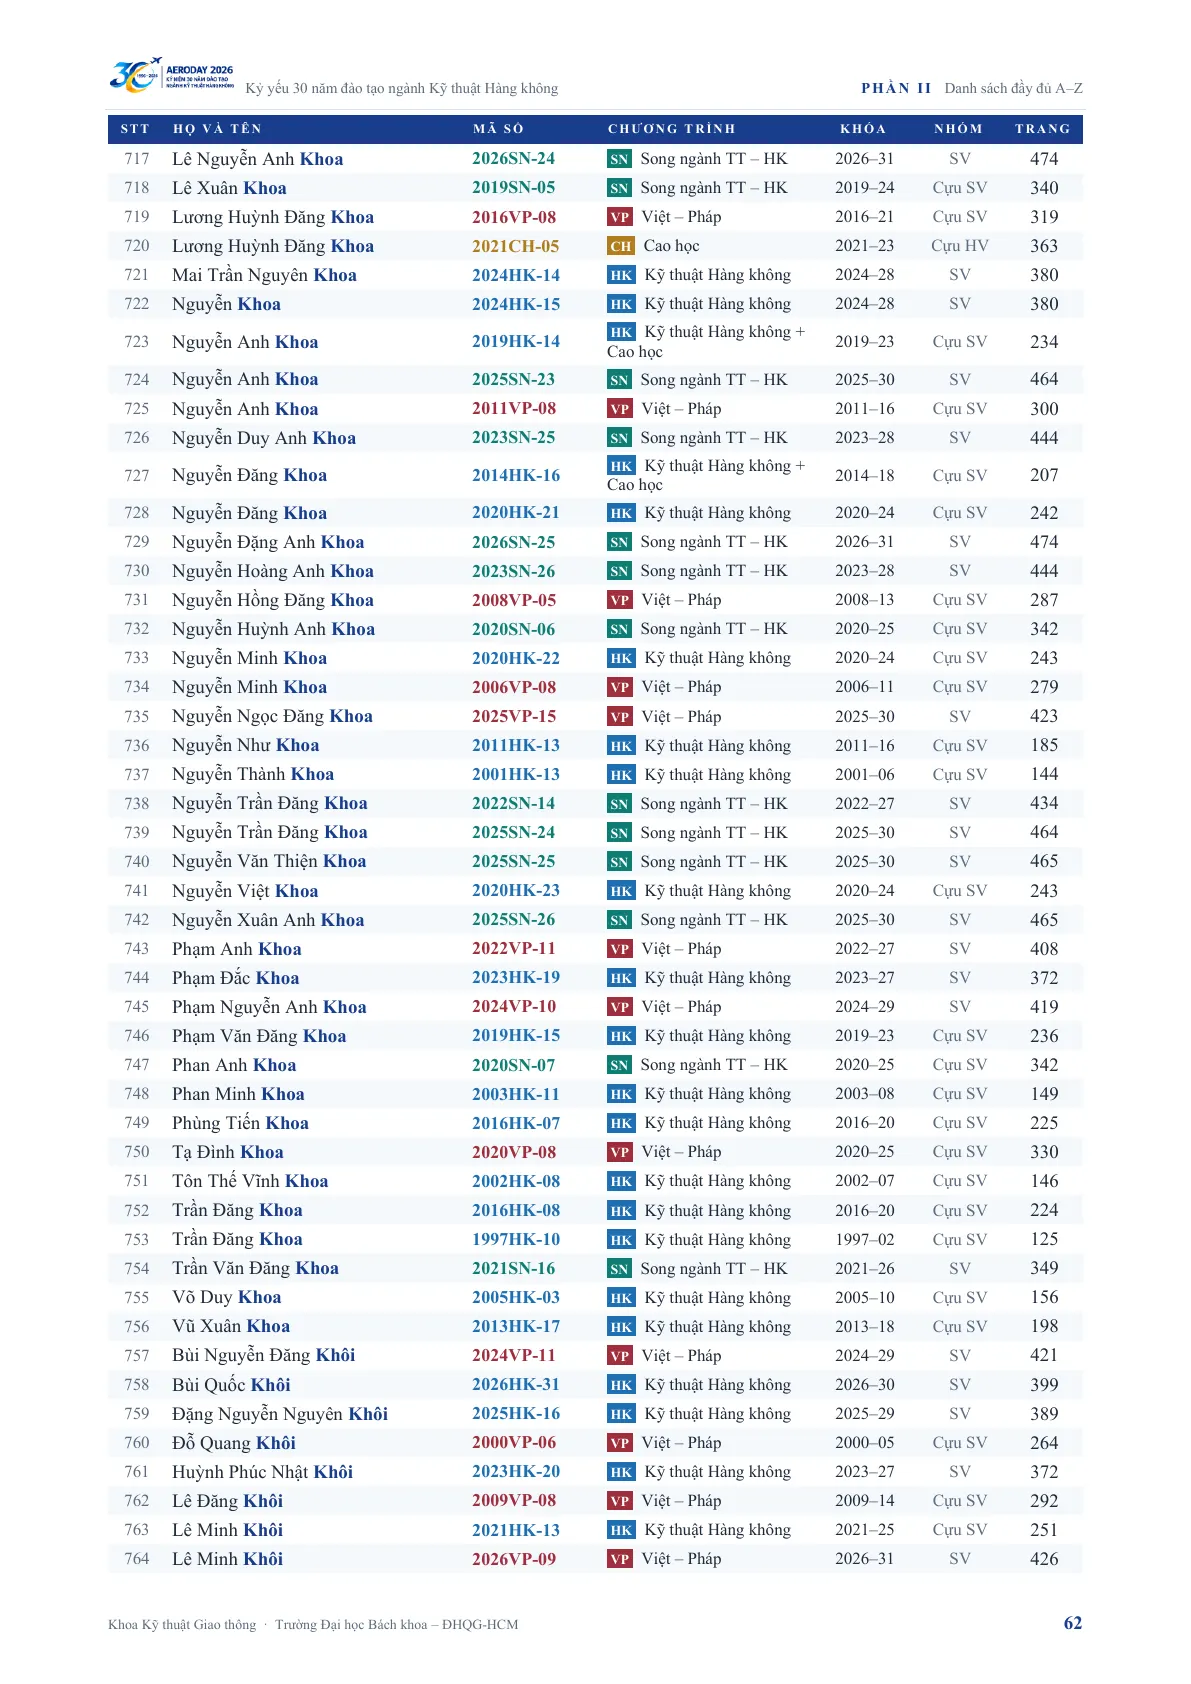 30
1996 - 2026
AERODAY 2026
KỶ NIỆM 30 NĂM ĐÀO TẠO
NGÀNH KỸ THUẬT HÀNG KHÔNG
Kỷ yếu 30 năm đào tạo ngành Kỹ thuật Hàng không
PHẦN II Danh sách đầy đủ A–Z
STT HỌ VÀ TÊN MÃ SỐ CHƯƠNG TRÌNH KHÓA NHÓM TRANG
717 Lê Nguyễn Anh Khoa 2026SN-24 SN Song ngành TT – HK 2026–31 SV 474
718 Lê Xuân Khoa 2019SN-05 SN Song ngành TT – HK 2019–24 Cựu SV 340
719 Lương Huỳnh Đăng Khoa 2016VP-08 VP Việt – Pháp 2016–21 Cựu SV 319
720 Lương Huỳnh Đăng Khoa 2021CH-05 CH Cao học 2021–23 Cựu HV 363
721 Mai Trần Nguyên Khoa 2024HK-14 HK Kỹ thuật Hàng không 2024–28 SV 380
722 Nguyễn Khoa 2024HK-15 HK Kỹ thuật Hàng không 2024–28 SV 380
723 Nguyễn Anh Khoa 2019HK-14 HK Kỹ thuật Hàng không + 2019–23 Cựu SV 234
Cao học
724 Nguyễn Anh Khoa 2025SN-23 SN Song ngành TT – HK 2025–30 SV 464
725 Nguyễn Anh Khoa 2011VP-08 VP Việt – Pháp 2011–16 Cựu SV 300
726 Nguyễn Duy Anh Khoa 2023SN-25 SN Song ngành TT – HK 2023–28 SV 444
727 Nguyễn Đăng Khoa 2014HK-16 HK Kỹ thuật Hàng không + 2014–18 Cựu SV 207
Cao học
728 Nguyễn Đăng Khoa 2020HK-21 HK Kỹ thuật Hàng không 2020–24 Cựu SV 242
729 Nguyễn Đặng Anh Khoa 2026SN-25 SN Song ngành TT – HK 2026–31 SV 474
730 Nguyễn Hoàng Anh Khoa 2023SN-26 SN Song ngành TT – HK 2023–28 SV 444
731 Nguyễn Hồng Đăng Khoa 2008VP-05 VP Việt – Pháp 2008–13 Cựu SV 287
732 Nguyễn Huỳnh Anh Khoa 2020SN-06 SN Song ngành TT – HK 2020–25 Cựu SV 342
733 Nguyễn Minh Khoa 2020HK-22 HK Kỹ thuật Hàng không 2020–24 Cựu SV 243
734 Nguyễn Minh Khoa 2006VP-08 VP Việt – Pháp 2006–11 Cựu SV 279
735 Nguyễn Ngọc Đăng Khoa 2025VP-15 VP Việt – Pháp 2025–30 SV 423
736 Nguyễn Như Khoa 2011HK-13 HK Kỹ thuật Hàng không 2011–16 Cựu SV 185
737 Nguyễn Thành Khoa 2001HK-13 HK Kỹ thuật Hàng không 2001–06 Cựu SV 144
738 Nguyễn Trần Đăng Khoa 2022SN-14 SN Song ngành TT – HK 2022–27 SV 434
739 Nguyễn Trần Đăng Khoa 2025SN-24 SN Song ngành TT – HK 2025–30 SV 464
740 Nguyễn Văn Thiện Khoa 2025SN-25 SN Song ngành TT – HK 2025–30 SV 465
741 Nguyễn Việt Khoa 2020HK-23 HK Kỹ thuật Hàng không 2020–24 Cựu SV 243
742 Nguyễn Xuân Anh Khoa 2025SN-26 SN Song ngành TT – HK 2025–30 SV 465
743 Phạm Anh Khoa 2022VP-11 VP Việt – Pháp 2022–27 SV 408
744 Phạm Đắc Khoa 2023HK-19 HK Kỹ thuật Hàng không 2023–27 SV 372
745 Phạm Nguyễn Anh Khoa 2024VP-10 VP Việt – Pháp 2024–29 SV 419
746 Phạm Văn Đăng Khoa 2019HK-15 HK Kỹ thuật Hàng không 2019–23 Cựu SV 236
747 Phan Anh Khoa 2020SN-07 SN Song ngành TT – HK 2020–25 Cựu SV 342
748 Phan Minh Khoa 2003HK-11 HK Kỹ thuật Hàng không 2003–08 Cựu SV 149
749 Phùng Tiến Khoa 2016HK-07 HK Kỹ thuật Hàng không 2016–20 Cựu SV 225
750 Tạ Đình Khoa 2020VP-08 VP Việt – Pháp 2020–25 Cựu SV 330
751 Tôn Thế Vĩnh Khoa 2002HK-08 HK Kỹ thuật Hàng không 2002–07 Cựu SV 146
752 Trần Đăng Khoa 2016HK-08 HK Kỹ thuật Hàng không 2016–20 Cựu SV 224
753 Trần Đăng Khoa 1997HK-10 HK Kỹ thuật Hàng không 1997–02 Cựu SV 125
754 Trần Văn Đăng Khoa 2021SN-16 SN Song ngành TT – HK 2021–26 SV 349
755 Võ Duy Khoa 2005HK-03 HK Kỹ thuật Hàng không 2005–10 Cựu SV 156
756 Vũ Xuân Khoa 2013HK-17 HK Kỹ thuật Hàng không 2013–18 Cựu SV 198
757 Bùi Nguyễn Đăng Khôi 2024VP-11 VP Việt – Pháp 2024–29 SV 421
758 Bùi Quốc Khôi 2026HK-31 HK Kỹ thuật Hàng không 2026–30 SV 399
759 Đặng Nguyễn Nguyên Khôi 2025HK-16 HK Kỹ thuật Hàng không 2025–29 SV 389
760 Đỗ Quang Khôi 2000VP-06 VP Việt – Pháp 2000–05 Cựu SV 264
761 Huỳnh Phúc Nhật Khôi 2023HK-20 HK Kỹ thuật Hàng không 2023–27 SV 372
762 Lê Đăng Khôi 2009VP-08 VP Việt – Pháp 2009–14 Cựu SV 292
763 Lê Minh Khôi 2021HK-13 HK Kỹ thuật Hàng không 2021–25 Cựu SV 251
764 Lê Minh Khôi 2026VP-09 VP Việt – Pháp 2026–31 SV 426
Khoa Kỹ thuật Giao thông · Trường Đại học Bách khoa – ĐHQG-HCM
62